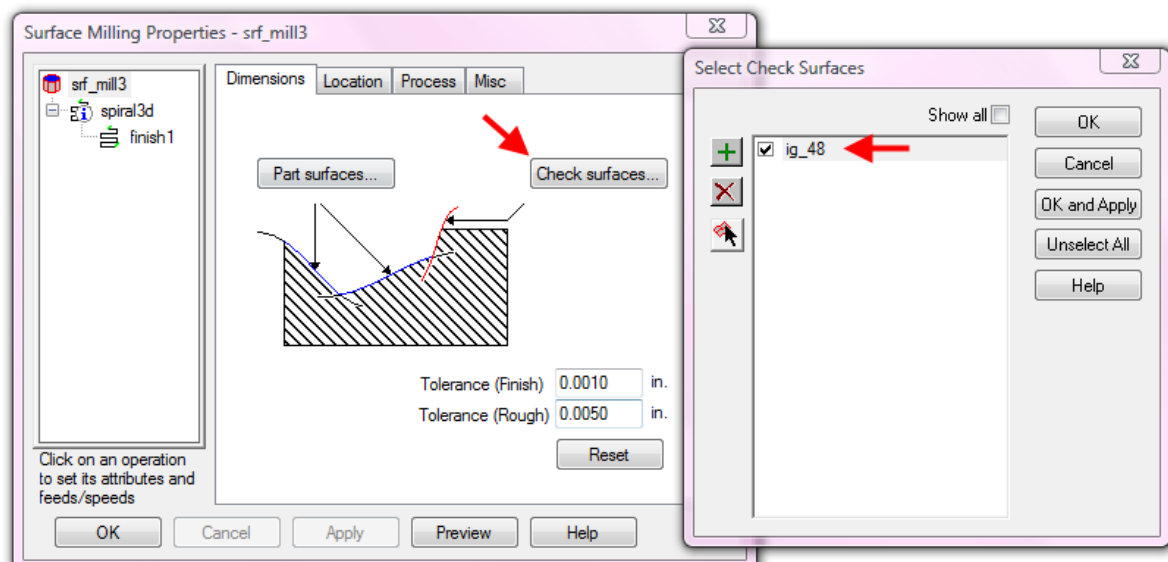 Surface Milling Properties - srf_mill3
srf_mill3
spiral3d
finish1
Click on an operation
to set its attributes and
feeds/speeds
Dimensions Location Process Misc
Part surfaces...
Check surfaces...
Tolerance (Finish) 0.0010 in.
Tolerance (Rough) 0.0050 in.
Reset
OK Cancel Apply Preview Help
Select Check Surfaces
Show all
ig_48
OK
Cancel
OK and Apply
Unselect All
Help